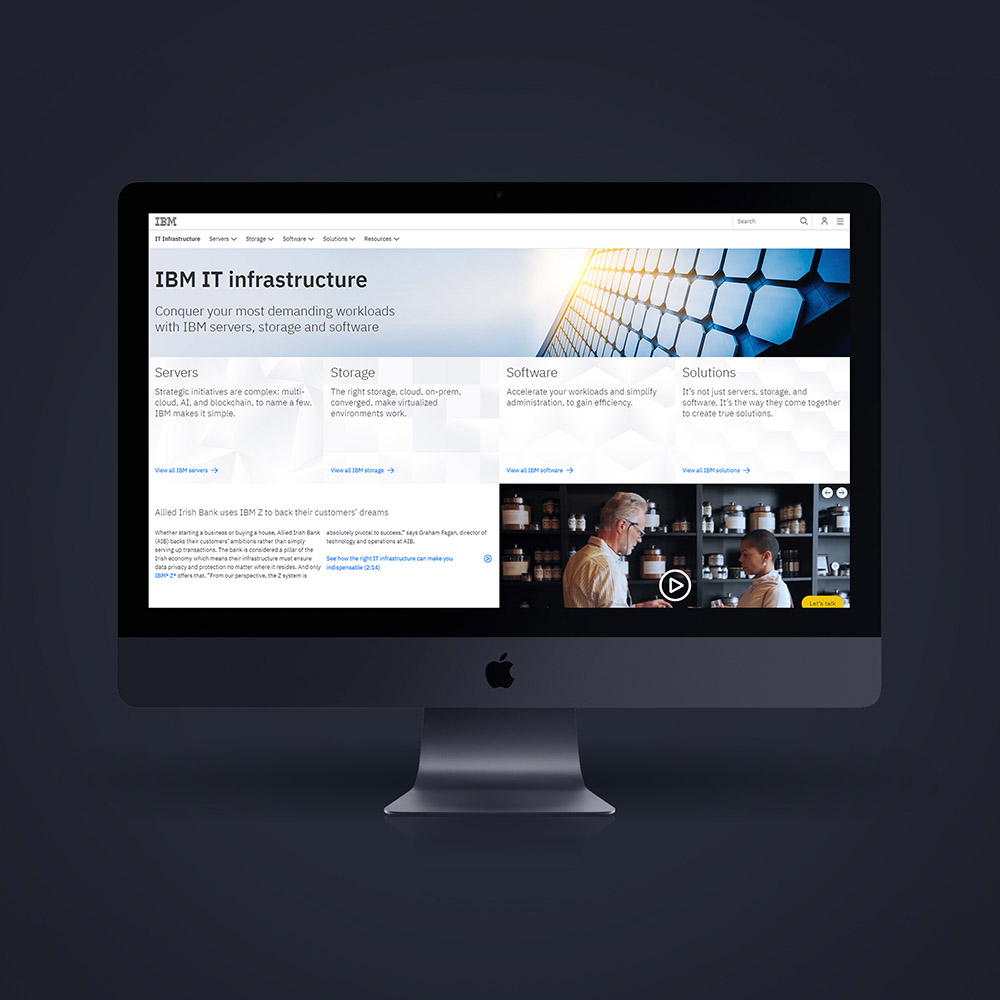 IBM
Search
IT Infrastructure Servers Storage Software Solutions Resources
IBM IT infrastructure
Conquer your most demanding workloads
with IBM servers, storage and software
Servers
Strategic initiatives are complex: multi-
cloud, AI, and blockchain, to name a few.
IBM makes it simple.
View all IBM servers →
Storage
The right storage, cloud, on-prem,
converged, make virtualized
environments work.
View all IBM storage →
Software
Accelerate your workloads and simplify
administration, to gain efficiency.
View all IBM software →
Solutions
It's not just servers, storage, and
software. It's the way they come together
to create true solutions.
View all IBM solutions →
Allied Irish Bank uses IBM Z to back their customers' dreams
Whether starting a business or buying a house, Allied Irish Bank
(AIB) backs their customers' ambitions rather than simply
serving up transactions. The bank is considered a pillar of the
Irish economy which means their infrastructure must ensure
data privacy and protection no matter where it resides. And only
IBM® Z® offers that. "From our perspective, the Z system is
absolutely pivotal to success," says Graham Fagan, director of
technology and operations at AIB.
See how the right IT infrastructure can make you
indispensable (2:14)
Let's talk